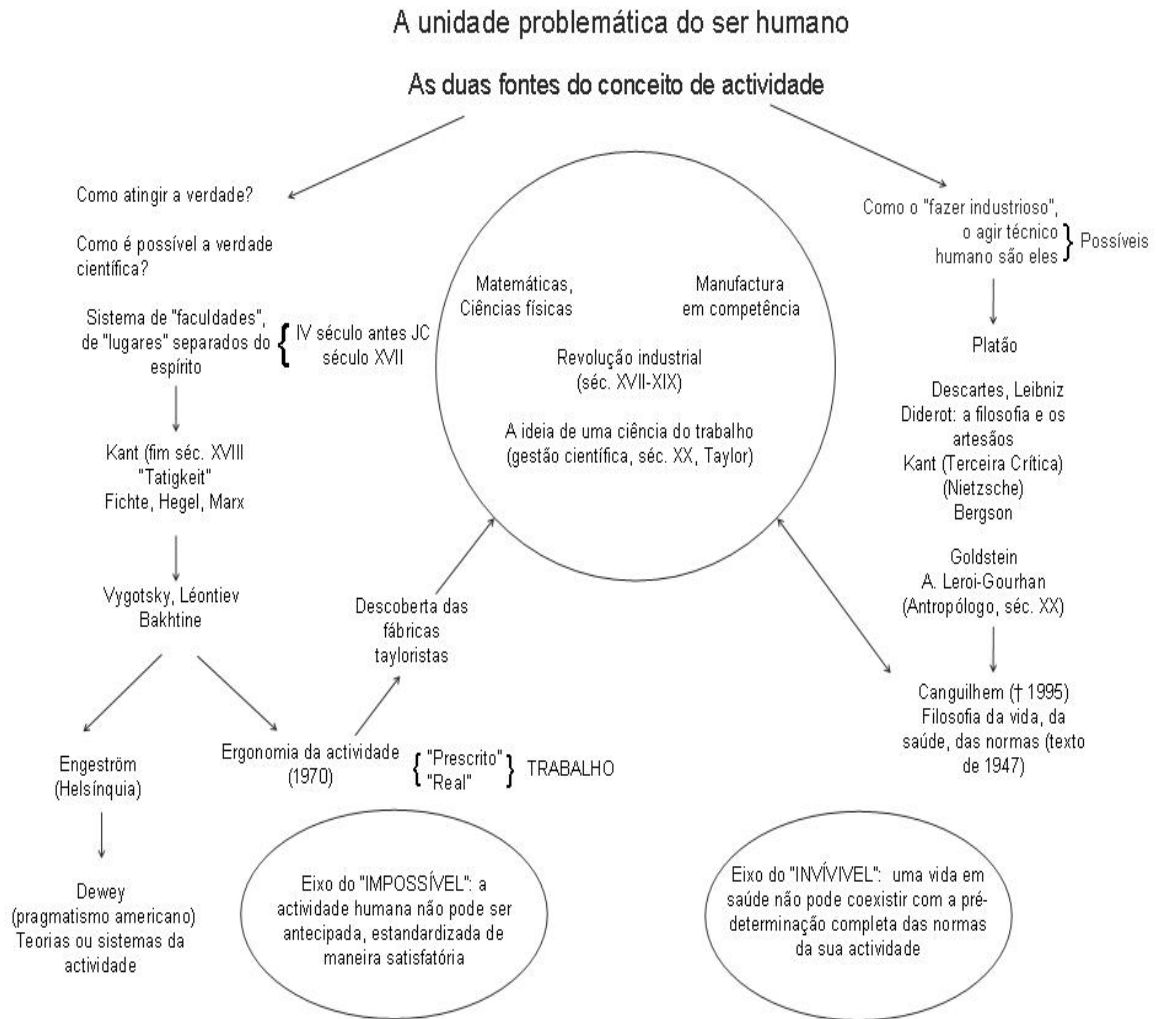 A unidade problemática do ser humano
As duas fontes do conceito de actividade
Como atingir a verdade?
Como é possível a verdade
científica?
Sistema de "faculdades",
de "lugares" separados do
espírito
{ IV século antes JC
século XVII
Kant (fim séc. XVIII
"Tatigkeit"
Fichte, Hegel, Marx
Vygotsky, Léontiev
Bakhtine
Engeström
(Helsínquia)
Dewey
(pragmatismo americano)
Teorias ou sistemas da
actividade
Ergonomia da actividade
(1970)
{ "Prescrito"
"Real" } TRABALHO
Descoberta das
fábricas
tayloristas
Matemáticas,
Ciências físicas
Manufactura
em competência
Revolução industrial
(séc. XVII-XIX)
A ideia de uma ciência do trabalho
(gestão científica, séc. XX, Taylor)
Como o "fazer industrioso",
o agir técnico
humano são eles
} Possíveis
Platão
Descartes, Leibniz
Diderot: a filosofia e os
artesãos
Kant (Terceira Crítica)
(Nietzsche)
Bergson
Goldstein
A. Leroi-Gourhan
(Antropólogo, séc. XX)
Canguilhem († 1995)
Filosofia da vida, da
saúde, das normas (texto
de 1947)
Eixo do "IMPOSSÍVEL": a
actividade humana não pode ser
antecipada, estandardizada de
maneira satisfatória
Eixo do "INVÍVIVEL": uma vida em
saúde não pode coexistir com a pré-
determinação completa das normas
da sua actividade